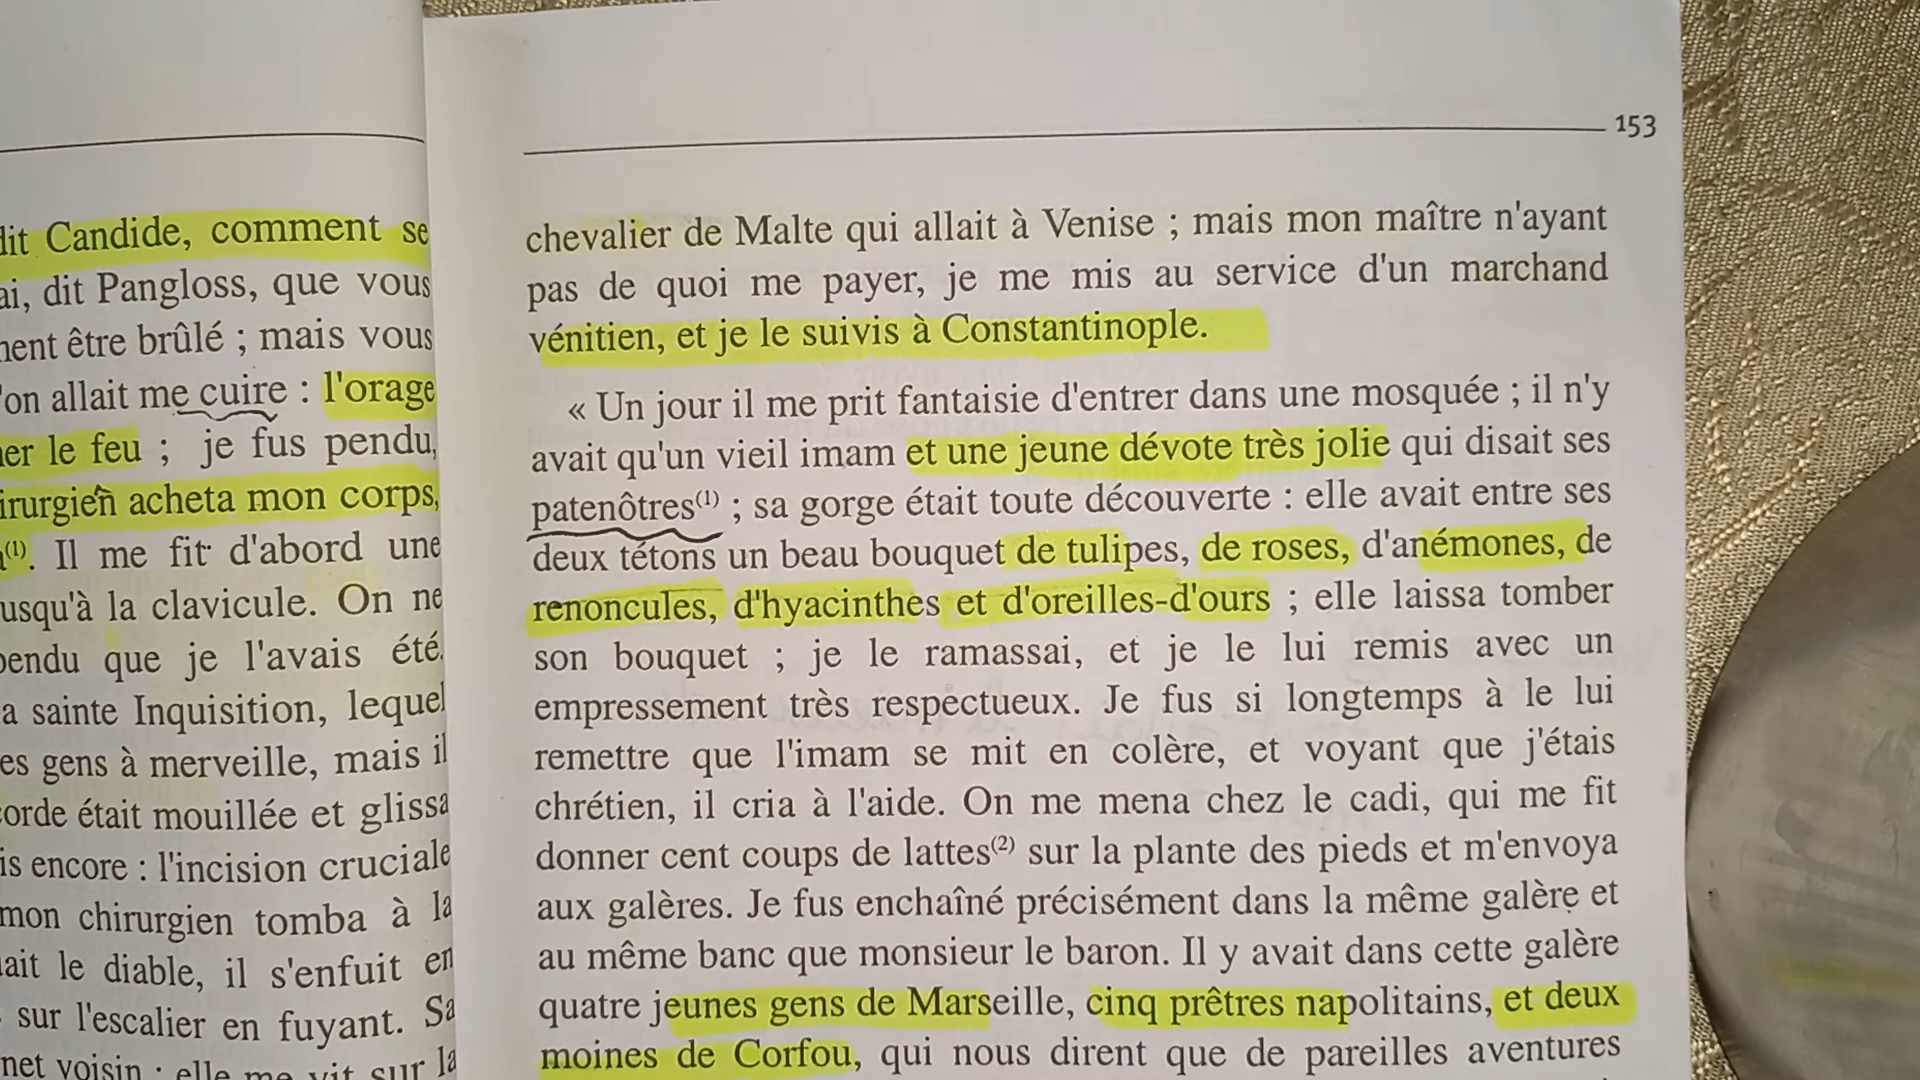 dit Candide, comment se
ai, dit Pangloss, que vous
ment être brûlé ; mais vous
'on allait me cuire : l'orage
er le feu ; je fus pendu,
irurgien acheta mon corps,
(1). Il me fit d'abord une
usqu'à la clavicule. On ne
pendu que je l'avais été.
a sainte Inquisition, lequel
es gens à merveille, mais il
corde était mouillée et glissa
is encore : l'incision cruciale
mon chirurgien tomba à la
ait le diable, il s'enfuit en
sur l'escalier en fuyant. Sa
net voisin : elle me vit sur la
153
chevalier de Malte qui allait à Venise ; mais mon maître n'ayant
pas de quoi me payer, je me mis au service d'un marchand
vénitien, et je le suivis à Constantinople.
« Un jour il me prit fantaisie d'entrer dans une mosquée ; il n'y
avait qu'un vieil imam et une jeune dévote très jolie qui disait ses
patenôtres(1) ; sa gorge était toute découverte : elle avait entre ses
deux tétons un beau bouquet de tulipes, de roses, d'anémones, de
renoncules, d'hyacinthes et d'oreilles-d'ours ; elle laissa tomber
son bouquet ; je le ramassai, et je le lui remis avec un
empressement très respectueux. Je fus si longtemps à le lui
remettre que l'imam se mit en colère, et voyant que j'étais
chrétien, il cria à l'aide. On me mena chez le cadi, qui me fit
donner cent coups de lattes(2) sur la plante des pieds et m'envoya
aux galères. Je fus enchaîné précisément dans la même galère et
au même banc que monsieur le baron. Il y avait dans cette galère
quatre jeunes gens de Marseille, cinq prêtres napolitains, et deux
moines de Corfou, qui nous dirent que de pareilles aventures